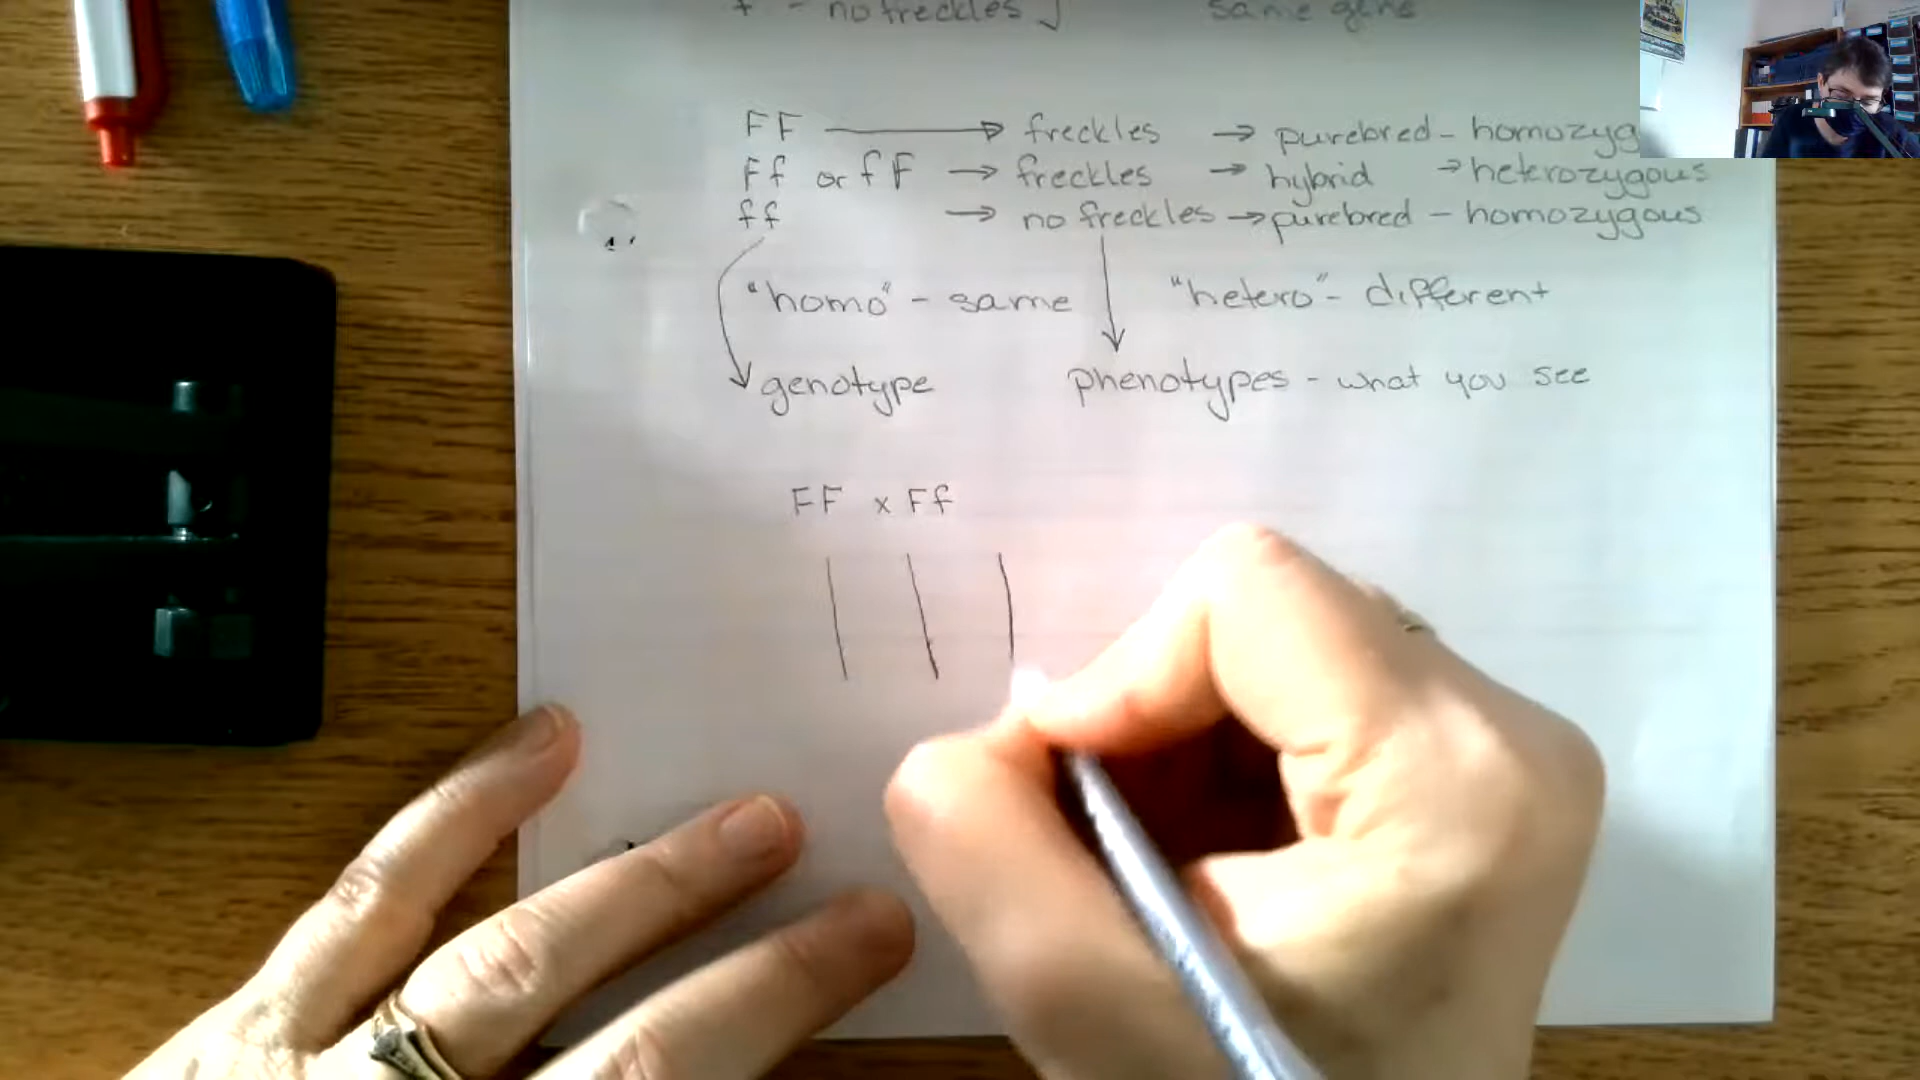 f - no freckles same gene
FF → freckles → purebred - homozyg
Ff or fF → freckles → hybrid → heterozygous
ff → no freckles → purebred - homozygous
"homo" - same "hetero" - different
genotype phenotypes - what you see
FF x Ff